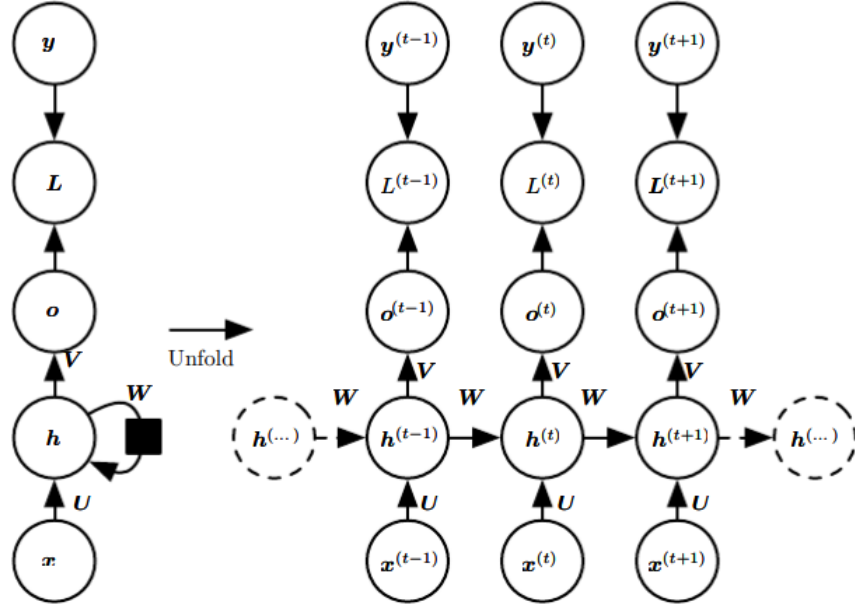 y y^(t−1) y^(t) y^(t+1)
L L^(t−1) L^(t) L^(t+1)
o o^(t−1) o^(t) o^(t+1)
Unfold
V V V V
W W W W W
h h^(...) h^(t−1) h^(t) h^(t+1) h^(...)
U U U U
x x^(t−1) x^(t) x^(t+1)